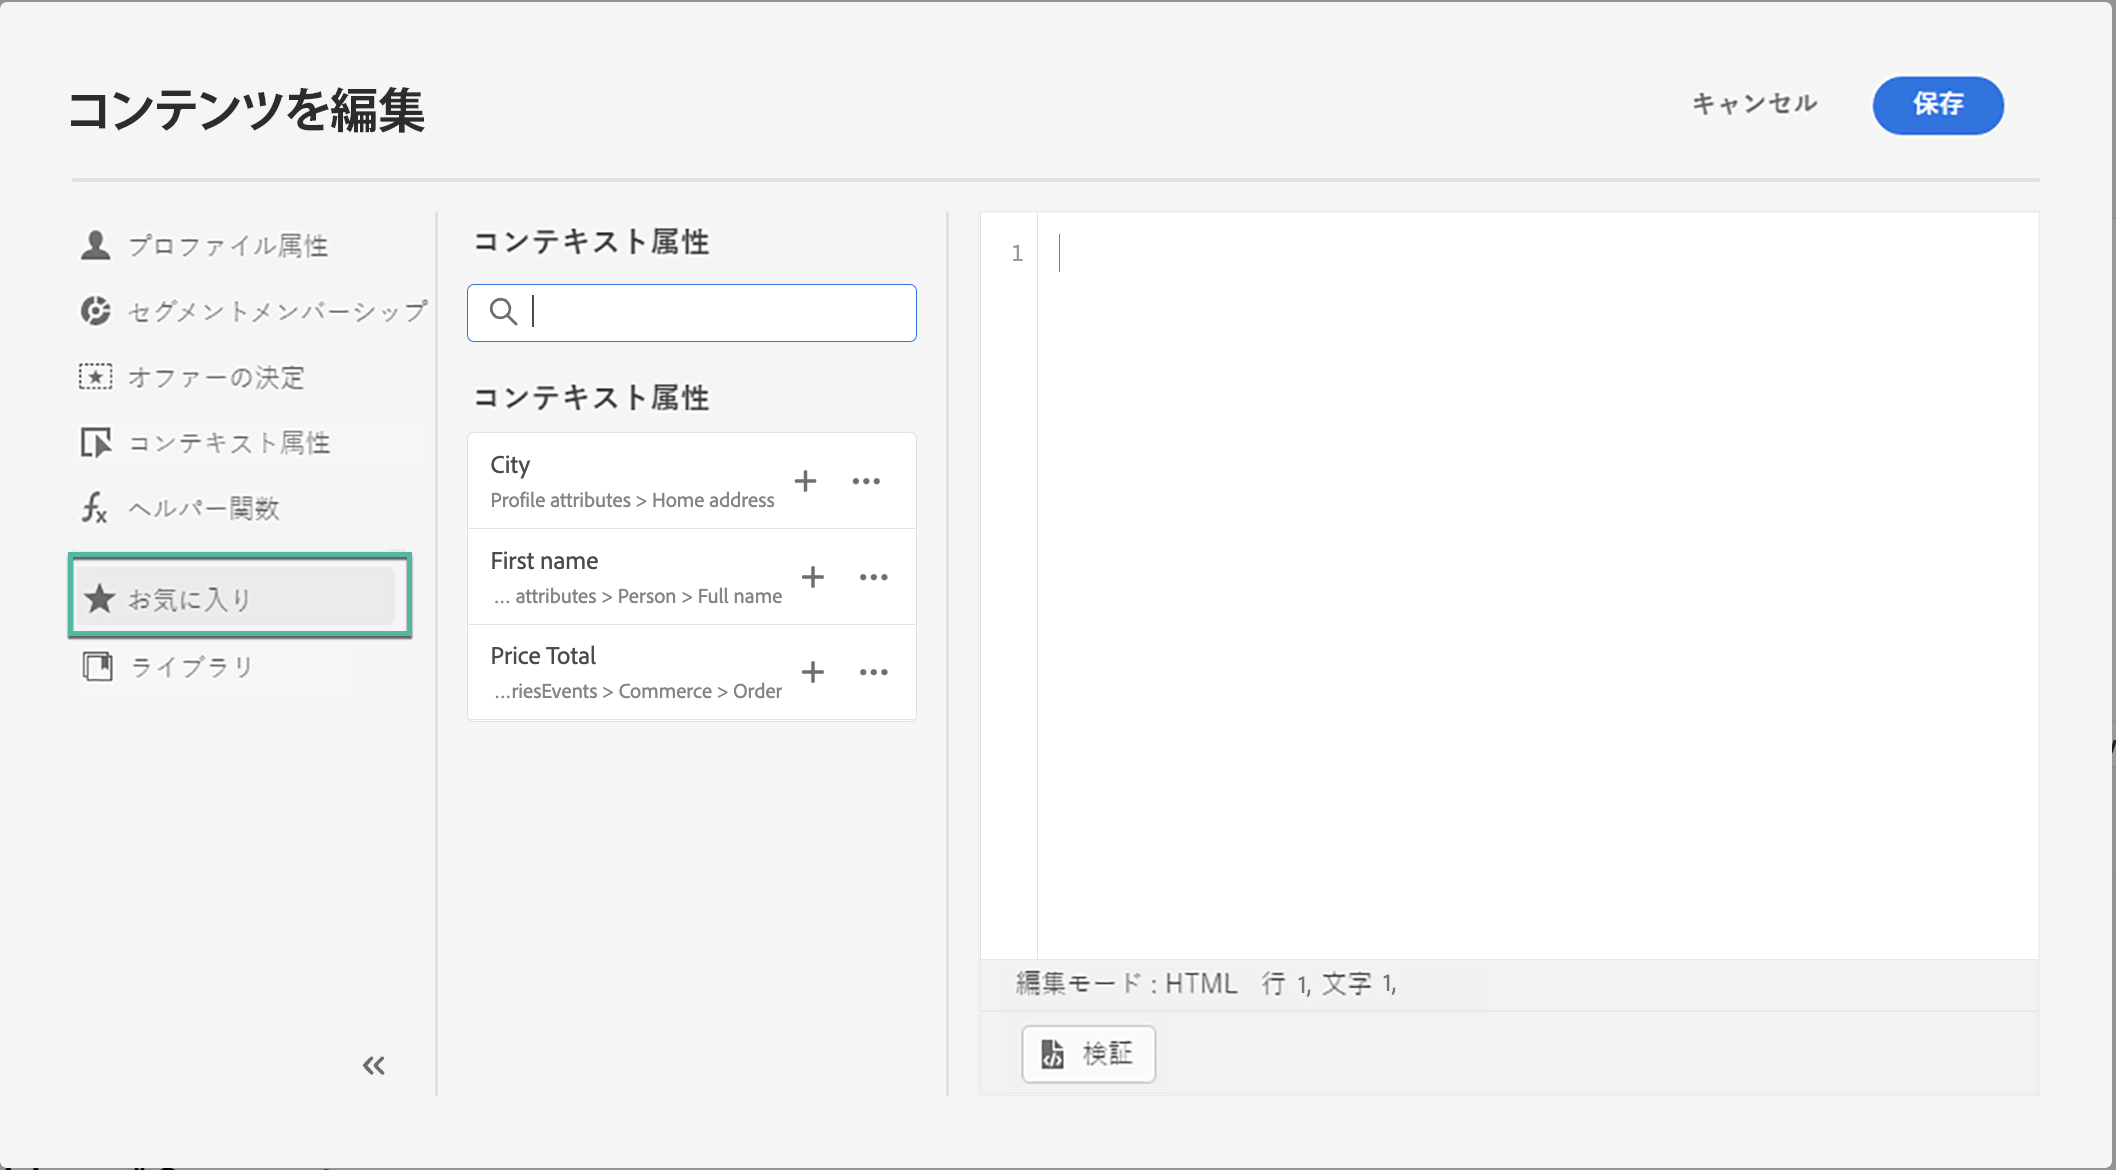 コンテンツを編集
キャンセル
保存
プロファイル属性
セグメントメンバーシップ
オファーの決定
コンテキスト属性
ヘルパー関数
お気に入り
ライブラリ
コンテキスト属性
コンテキスト属性
City
Profile attributes > Home address
First name
... attributes > Person > Full name
Price Total
...riesEvents > Commerce > Order
1
編集モード : HTML 行 1, 文字 1,
検証